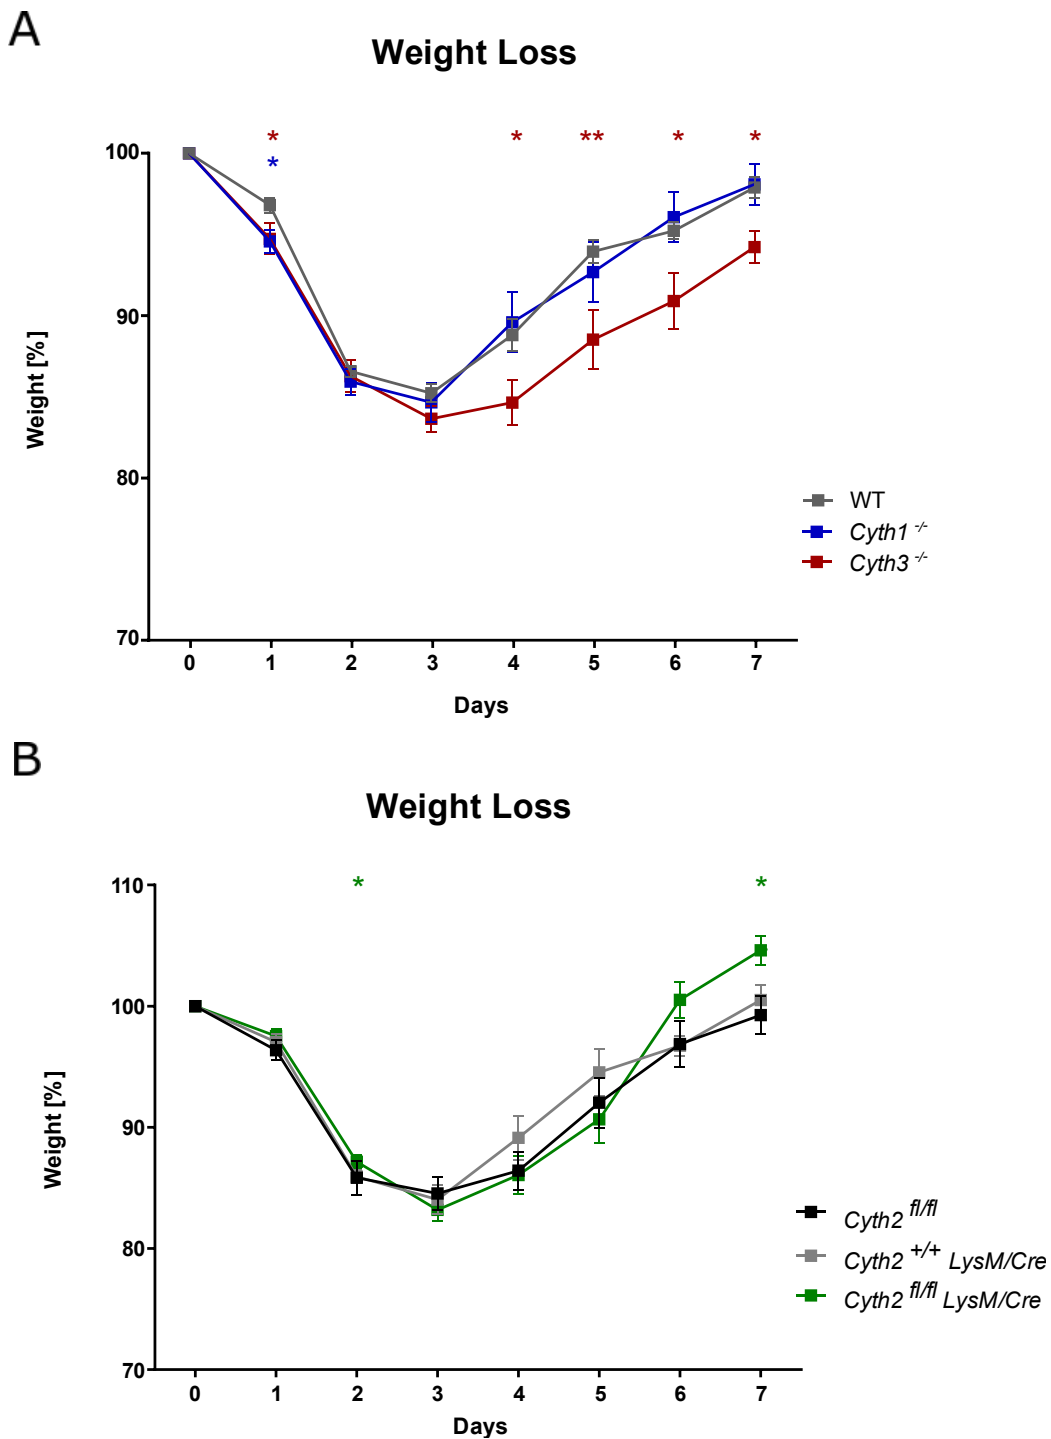 A
Weight Loss
* * ** * *
*
100
90
80
70
Weight [%]
0 1 2 3 4 5 6 7
Days
WT
Cyth1 -/-
Cyth3 -/-
B
Weight Loss
* *
110
100
90
80
70
Weight [%]
0 1 2 3 4 5 6 7
Days
Cyth2 fl/fl
Cyth2 +/+ LysM/Cre
Cyth2 fl/fl LysM/Cre